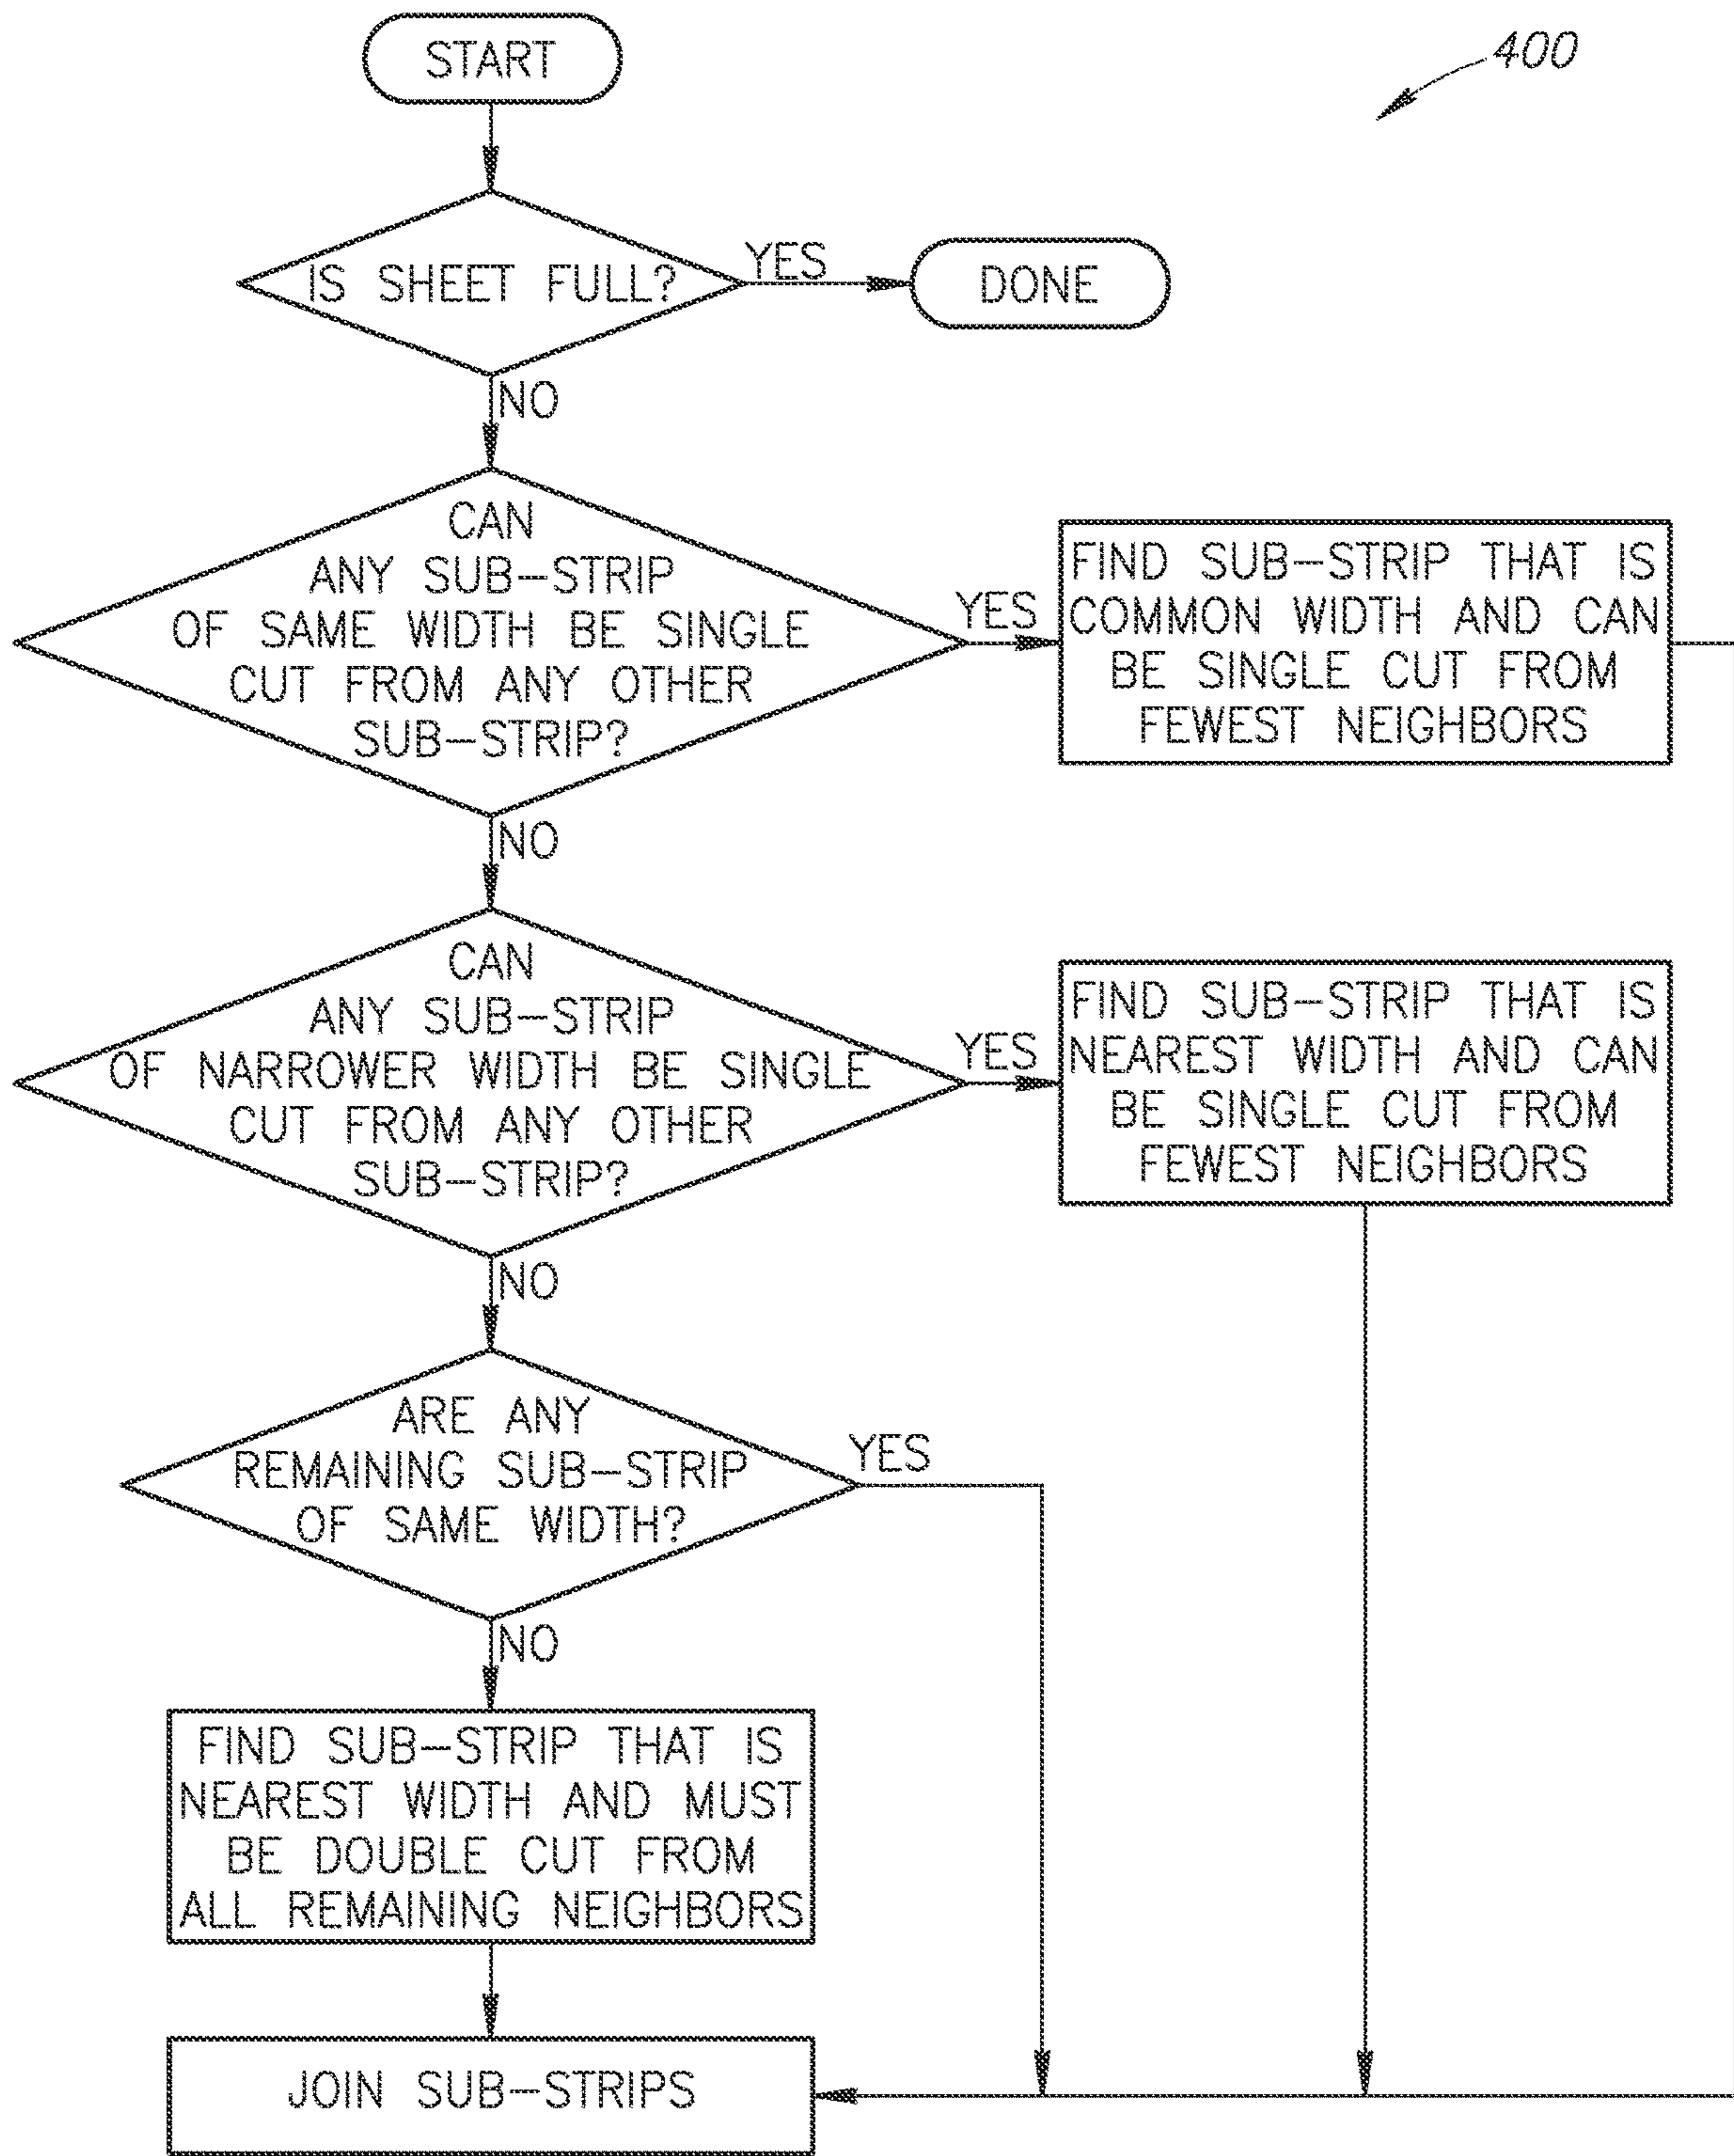 START
400
IS SHEET FULL?
YES
DONE
NO
CAN
ANY SUB-STRIP
OF SAME WIDTH BE SINGLE
CUT FROM ANY OTHER
SUB-STRIP?
YES
FIND SUB-STRIP THAT IS
COMMON WIDTH AND CAN
BE SINGLE CUT FROM
FEWEST NEIGHBORS
NO
CAN
ANY SUB-STRIP
OF NARROWER WIDTH BE SINGLE
CUT FROM ANY OTHER
SUB-STRIP?
YES
FIND SUB-STRIP THAT IS
NEAREST WIDTH AND CAN
BE SINGLE CUT FROM
FEWEST NEIGHBORS
NO
ARE ANY
REMAINING SUB-STRIP
OF SAME WIDTH?
YES
NO
FIND SUB-STRIP THAT IS
NEAREST WIDTH AND MUST
BE DOUBLE CUT FROM
ALL REMAINING NEIGHBORS
JOIN SUB-STRIPS